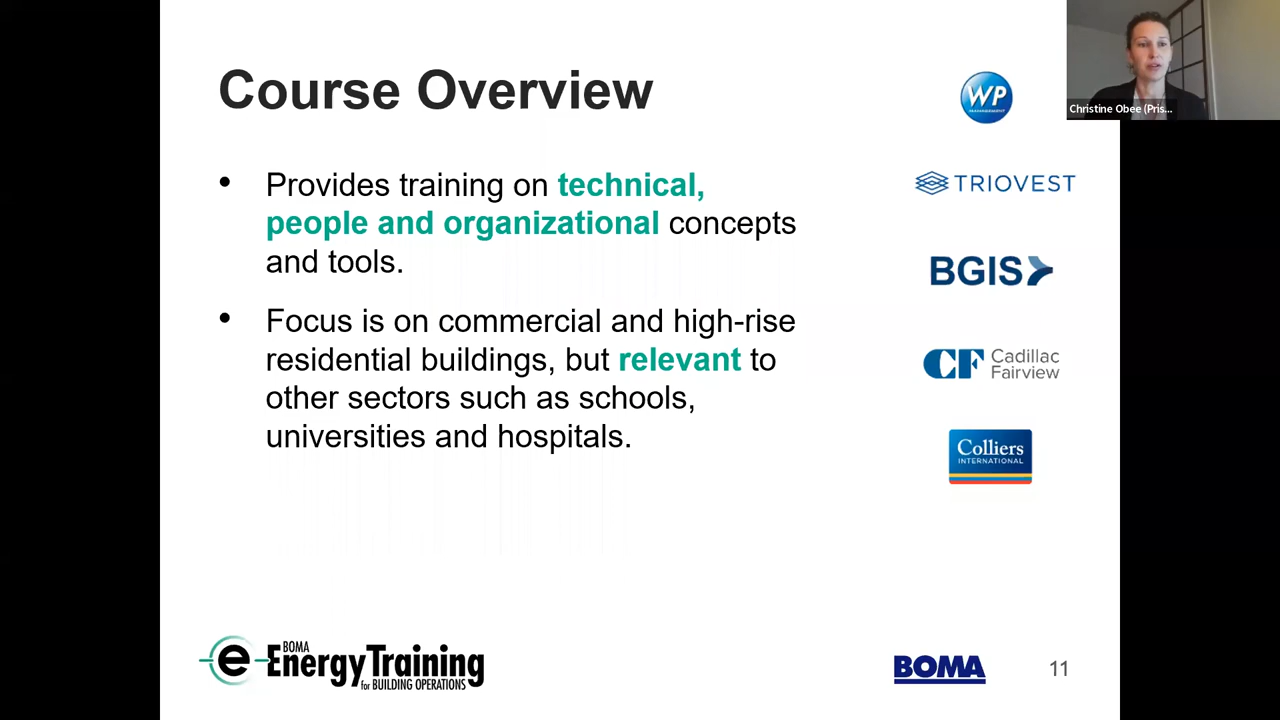 Course Overview
• Provides training on technical,
people and organizational concepts
and tools.
• Focus is on commercial and high-rise
residential buildings, but relevant to
other sectors such as schools,
universities and hospitals.
WP
TRIOVEST
BGIS
CF Cadillac
Fairview
Colliers
INTERNATIONAL
Christine Obee (Pris...
e BOMA
Energy Training
for BUILDING OPERATIONS
BOMA
11